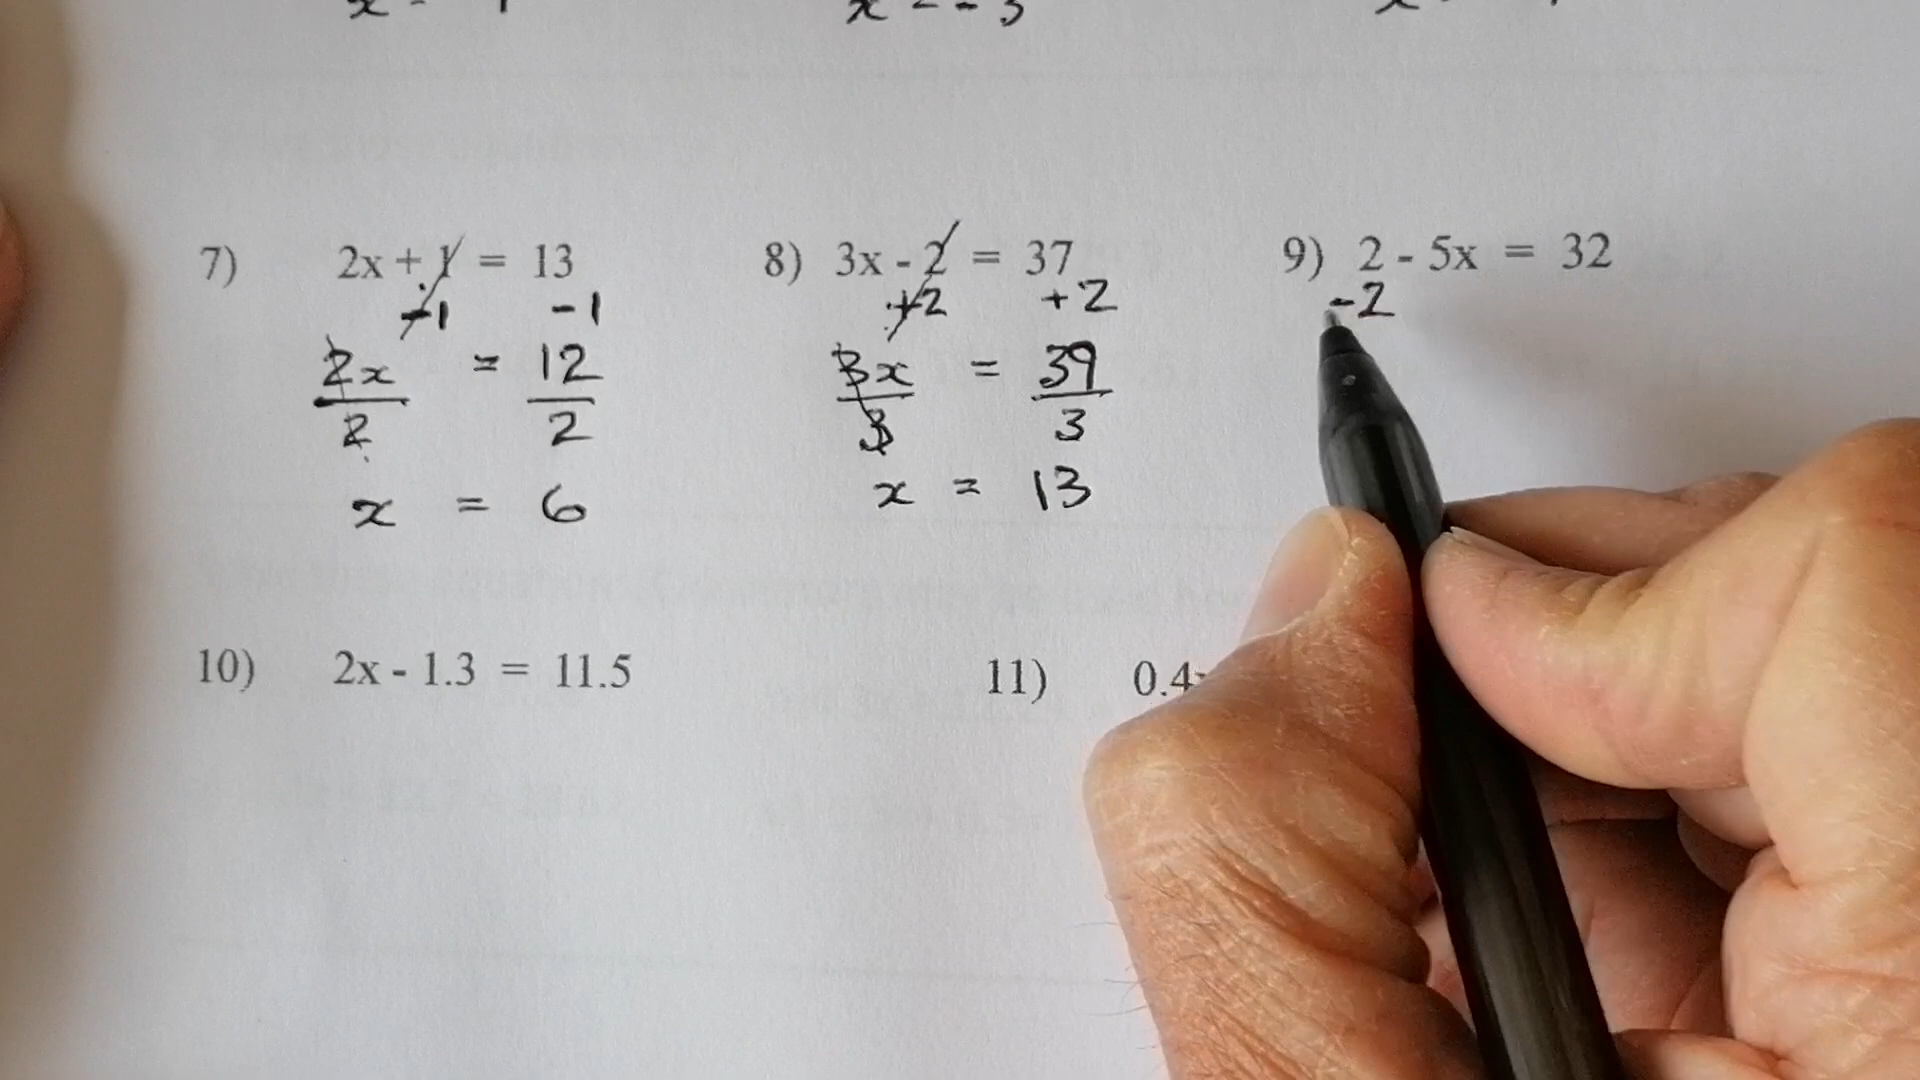 7) 2x + 1 = 13
-1 -1
2x = 12
2 2
x = 6
8) 3x - 2 = 37
+2 +2
3x = 39
3 3
x = 13
9) 2 - 5x = 32
-2
10) 2x - 1.3 = 11.5
11) 0.4